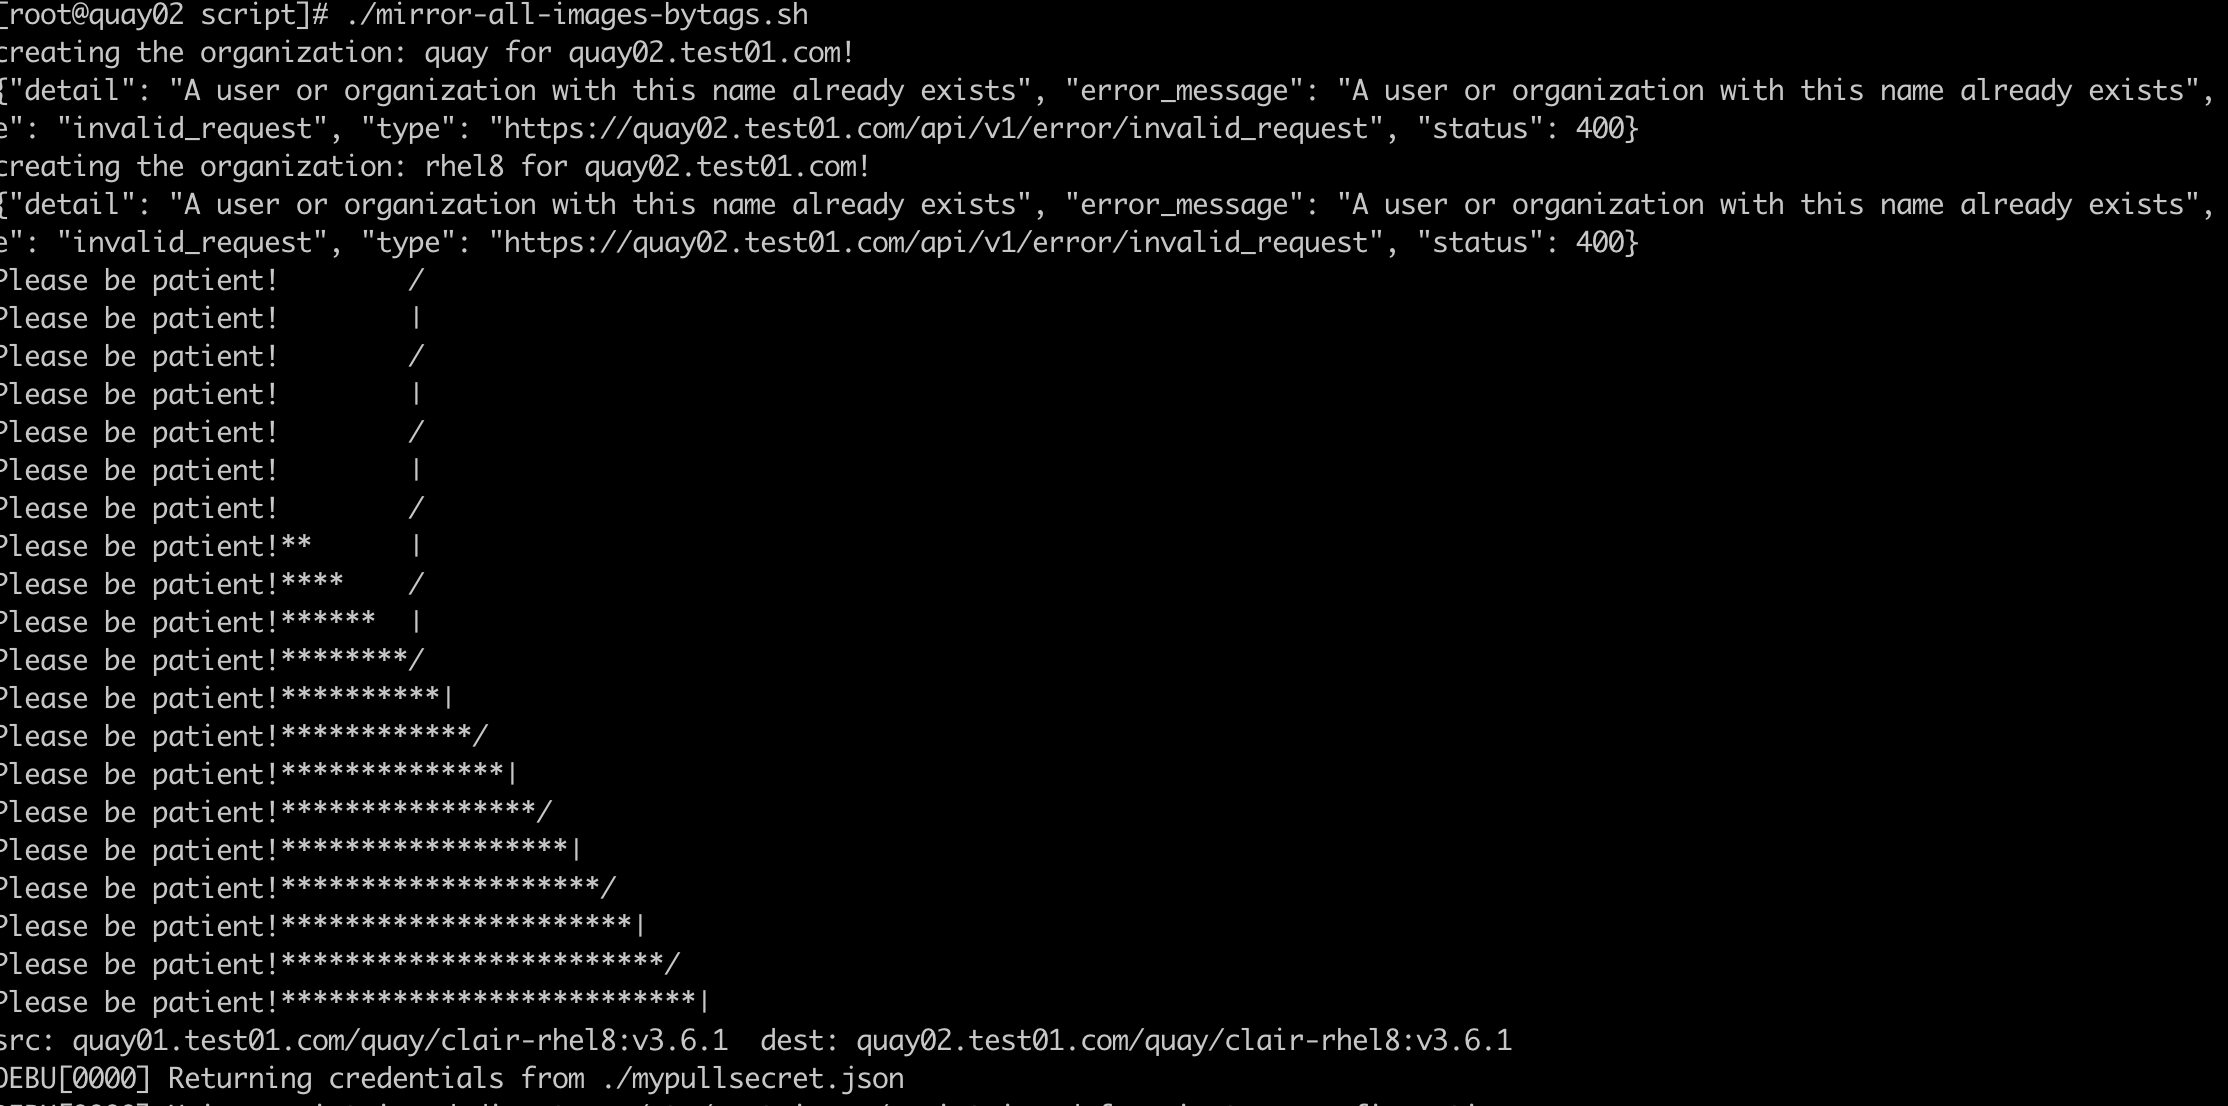 [root@quay02 script]# ./mirror-all-images-bytags.sh
creating the organization: quay for quay02.test01.com!
{"detail": "A user or organization with this name already exists", "error_message": "A user or organization with this name already exists",
e": "invalid_request", "type": "https://quay02.test01.com/api/v1/error/invalid_request", "status": 400}
creating the organization: rhel8 for quay02.test01.com!
{"detail": "A user or organization with this name already exists", "error_message": "A user or organization with this name already exists",
e": "invalid_request", "type": "https://quay02.test01.com/api/v1/error/invalid_request", "status": 400}
Please be patient!        /
Please be patient!        |
Please be patient!        /
Please be patient!        |
Please be patient!        /
Please be patient!        |
Please be patient!        /
Please be patient!**      |
Please be patient!****    /
Please be patient!******  |
Please be patient!********/
Please be patient!**********|
Please be patient!************/
Please be patient!**************|
Please be patient!****************/
Please be patient!******************|
Please be patient!********************/
Please be patient!**********************|
Please be patient!************************/
Please be patient!**************************|
src: quay01.test01.com/quay/clair-rhel8:v3.6.1  dest: quay02.test01.com/quay/clair-rhel8:v3.6.1
DEBU[0000] Returning credentials from ./mypullsecret.json